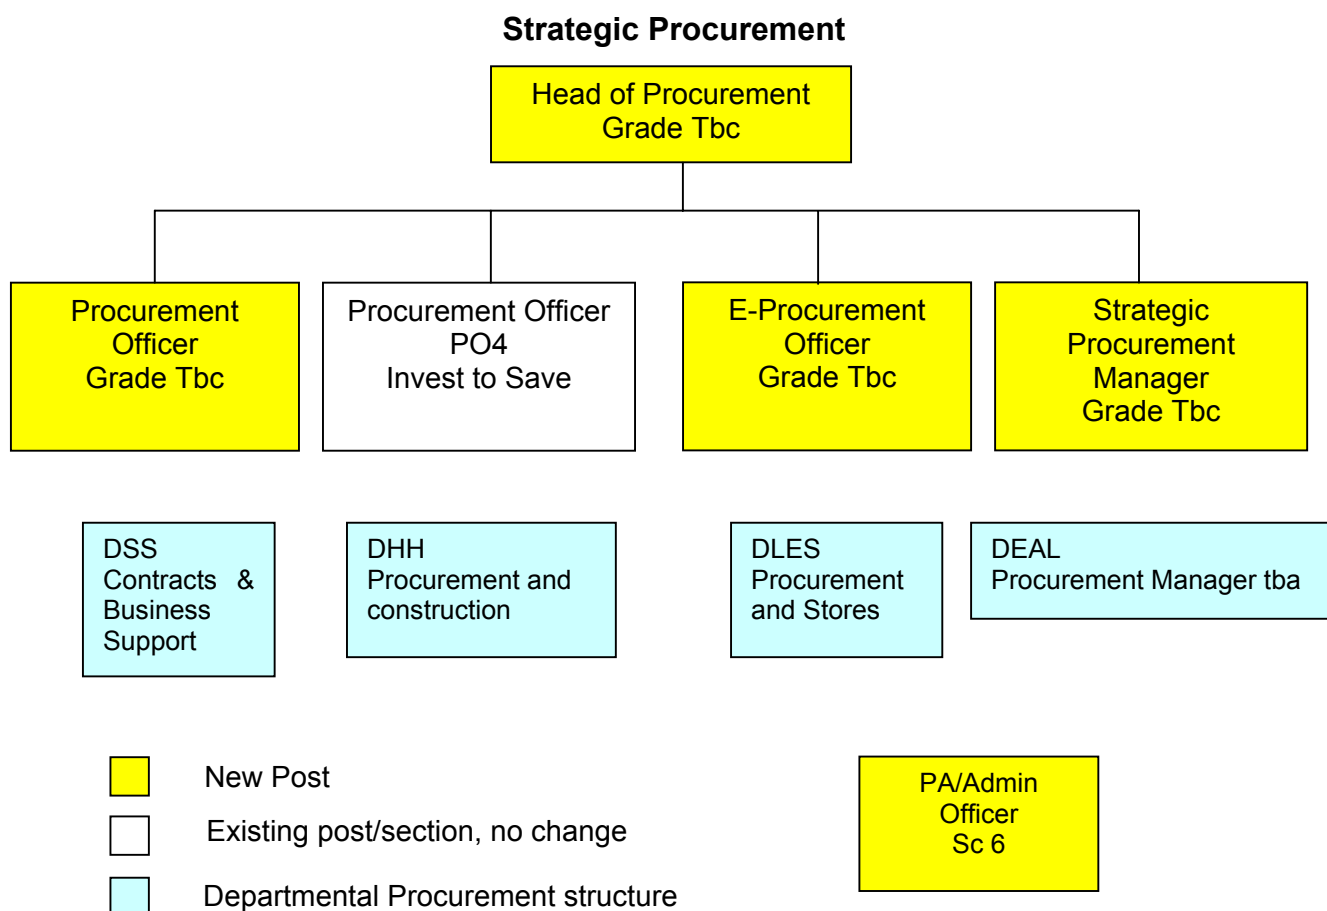 Strategic Procurement
Head of Procurement
Grade Tbc
Procurement
Officer
Grade Tbc
Procurement Officer
PO4
Invest to Save
E-Procurement
Officer
Grade Tbc
Strategic
Procurement
Manager
Grade Tbc
DSS
Contracts &
Business
Support
DHH
Procurement and
construction
DLES
Procurement
and Stores
DEAL
Procurement Manager tba
New Post
Existing post/section, no change
Departmental Procurement structure
PA/Admin
Officer
Sc 6